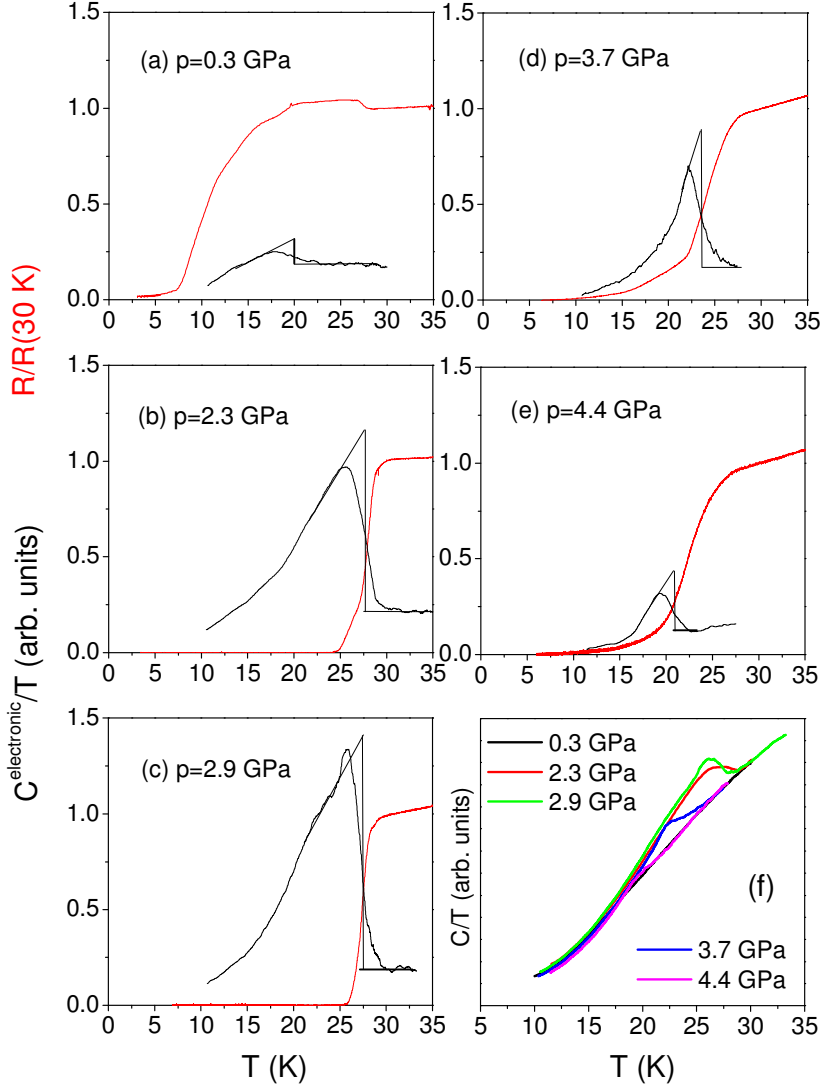 R/R(30 K)
C^electronic/T (arb. units)
(a) p=0.3 GPa
1.5
1.0
0.5
0.0
0 5 10 15 20 25 30 35
(b) p=2.3 GPa
1.5
1.0
0.5
0.0
0 5 10 15 20 25 30 35
(c) p=2.9 GPa
1.5
1.0
0.5
0.0
0 5 10 15 20 25 30 35
T (K)
(d) p=3.7 GPa
1.5
1.0
0.5
0.0
0 5 10 15 20 25 30 35
(e) p=4.4 GPa
1.5
1.0
0.5
0.0
0 5 10 15 20 25 30 35
0.3 GPa
2.3 GPa
2.9 GPa
(f)
3.7 GPa
4.4 GPa
C/T (arb. units)
5 10 15 20 25 30 35
T (K)